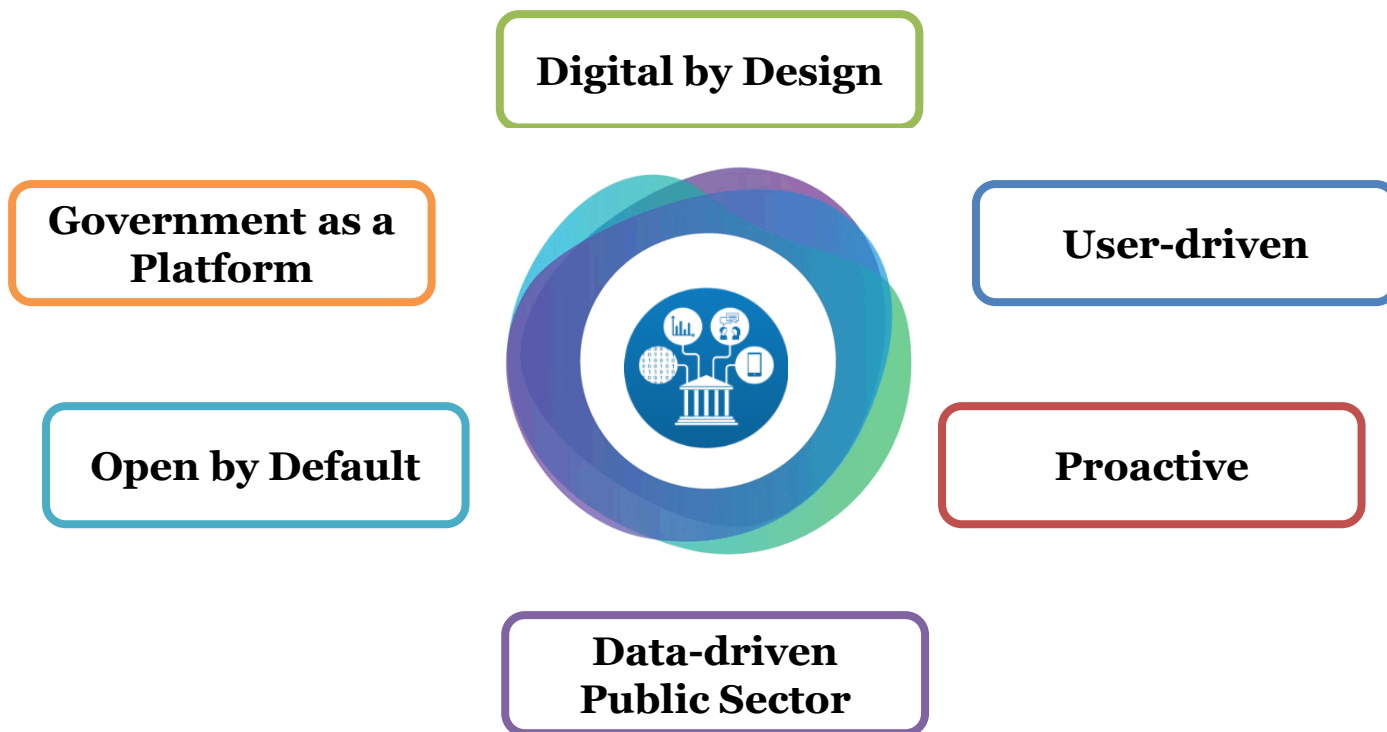 Digital by Design
Government as a
Platform
User-driven
Open by Default
Proactive
Data-driven
Public Sector